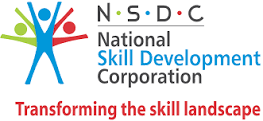 N·S·D·C
National
Skill Development
Corporation
Transforming the skill landscape